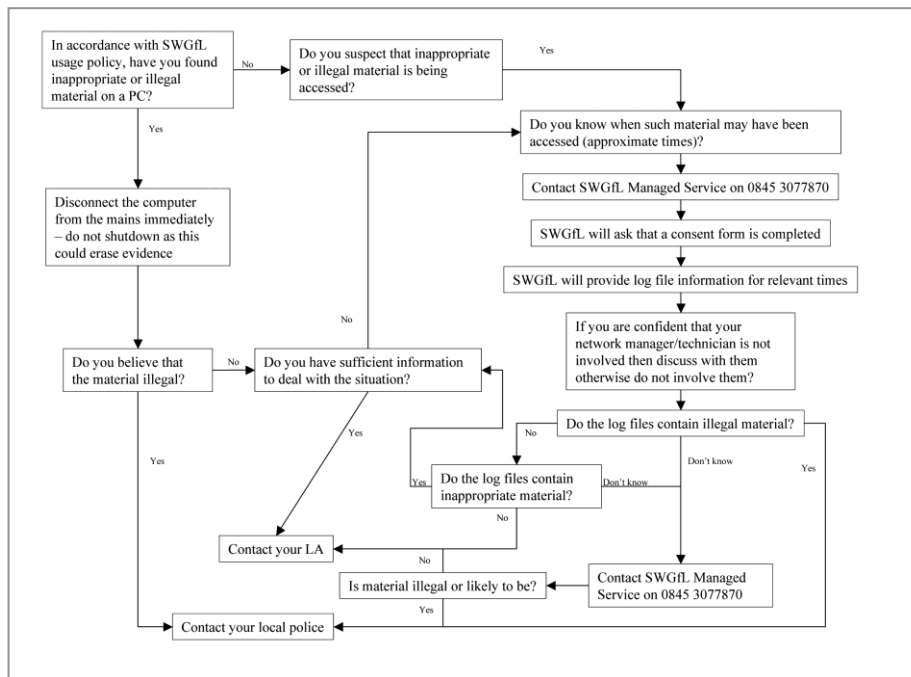 In accordance with SWGfL
usage policy, have you found
inappropriate or illegal
material on a PC?
No
Do you suspect that inappropriate
or illegal material is being
accessed?
Yes
Do you know when such material may have been
accessed (approximate times)?
Yes
Contact SWGfL Managed Service on 0845 3077870
Disconnect the computer
from the mains immediately
– do not shutdown as this
could erase evidence
SWGfL will ask that a consent form is completed
SWGfL will provide log file information for relevant times
No
If you are confident that your
network manager/technician is not
involved then discuss with them
otherwise do not involve them?
Do you believe that
the material illegal?
No
Do you have sufficient information
to deal with the situation?
Do the log files contain illegal material?
No
Yes
Don't know
Yes
Yes
Do the log files contain
inappropriate material?
Yes
Don't know
No
Contact your LA
No
Is material illegal or likely to be?
Contact SWGfL Managed
Service on 0845 3077870
Yes
Contact your local police